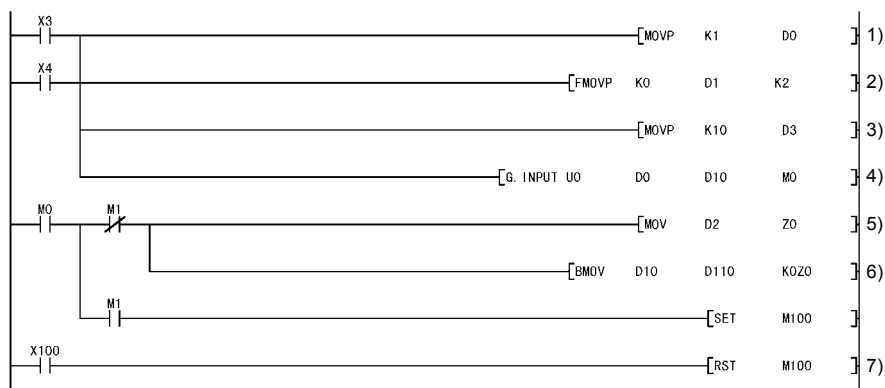 X3
[MOVP K1 D0 ] 1)
X4
[FMOVP K0 D1 K2 ] 2)
[MOVP K10 D3 ] 3)
[G. INPUT U0 D0 D10 M0 ] 4)
M0 M1
[MOV D2 Z0 ] 5)
[BMOV D10 D110 K0Z0 ] 6)
M1
[SET M100 ]
X100
[RST M100 ] 7)